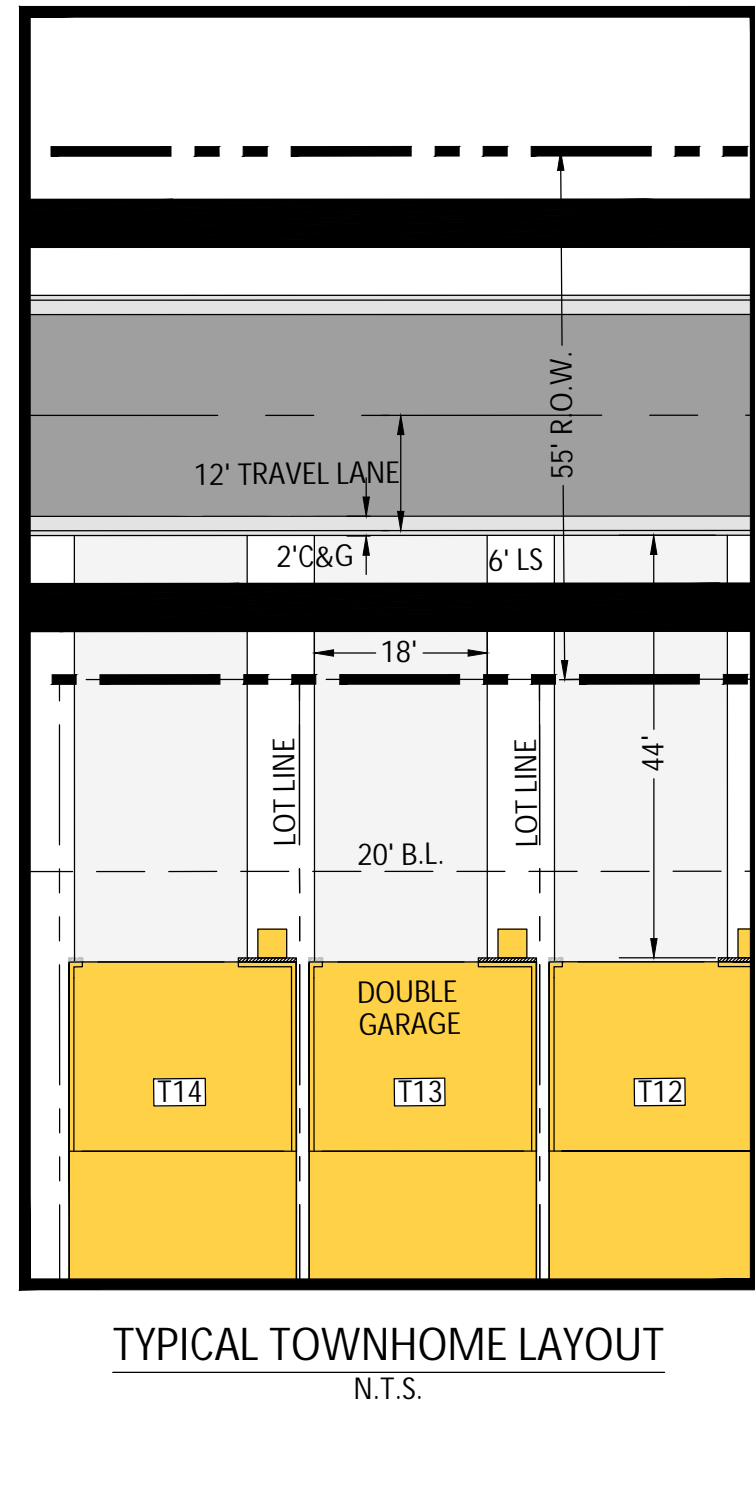 55' R.O.W.
12' TRAVEL LANE
2'C&G
6' LS
18'
LOT LINE
LOT LINE
44'
20' B.L.
DOUBLE
GARAGE
T14
T13
T12
TYPICAL TOWNHOME LAYOUT
N.T.S.